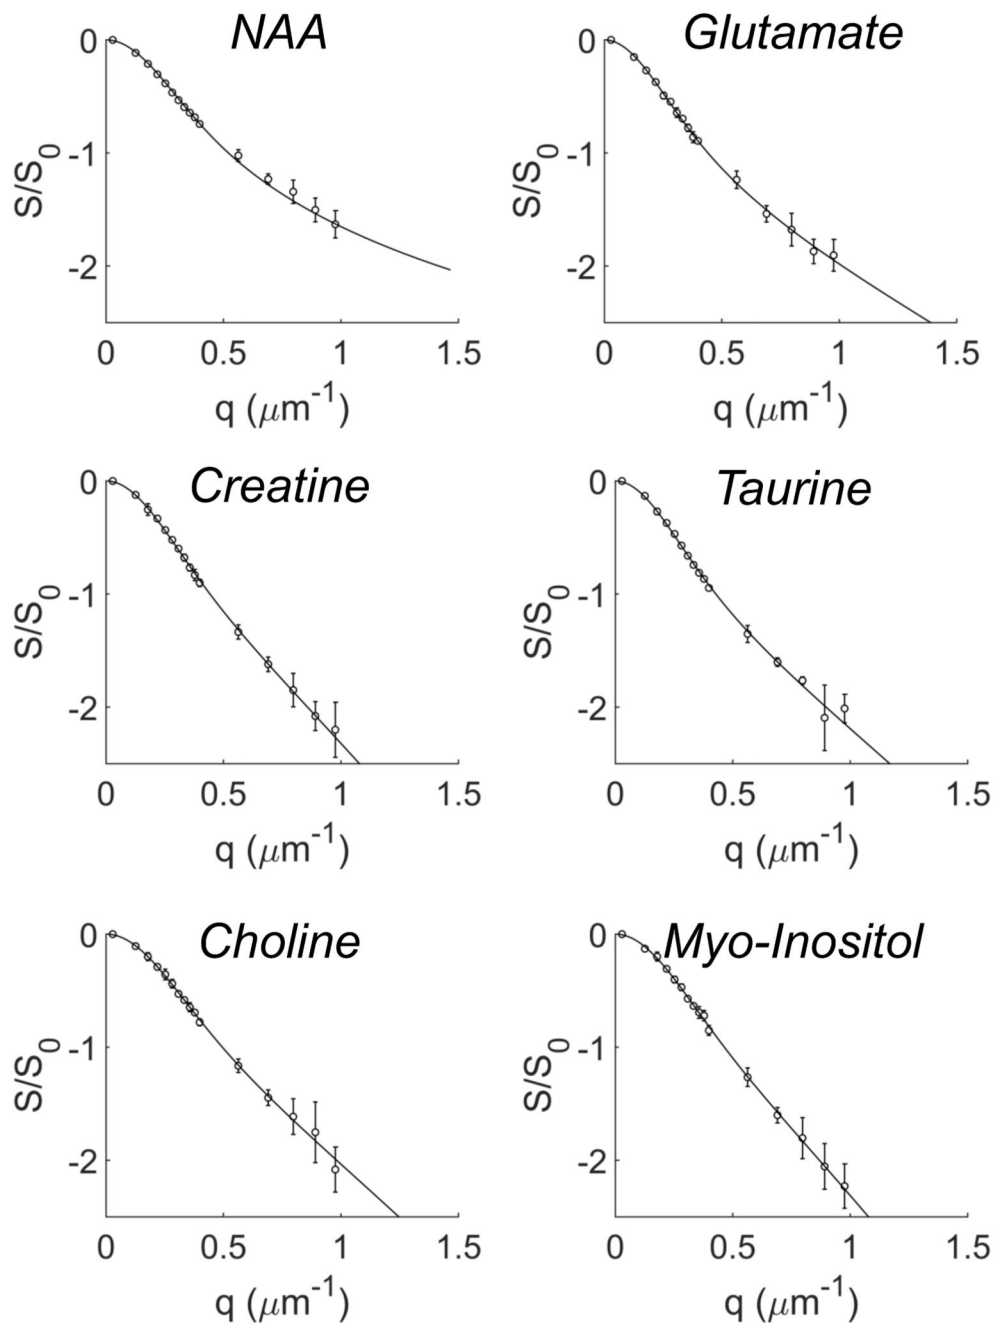 NAA
0
-1
-2
S/S0
0 0.5 1 1.5
q (μm-1)
Glutamate
0
-1
-2
S/S0
0 0.5 1 1.5
q (μm-1)
Creatine
0
-1
-2
S/S0
0 0.5 1 1.5
q (μm-1)
Taurine
0
-1
-2
S/S0
0 0.5 1 1.5
q (μm-1)
Choline
0
-1
-2
S/S0
0 0.5 1 1.5
q (μm-1)
Myo-Inositol
0
-1
-2
S/S0
0 0.5 1 1.5
q (μm-1)